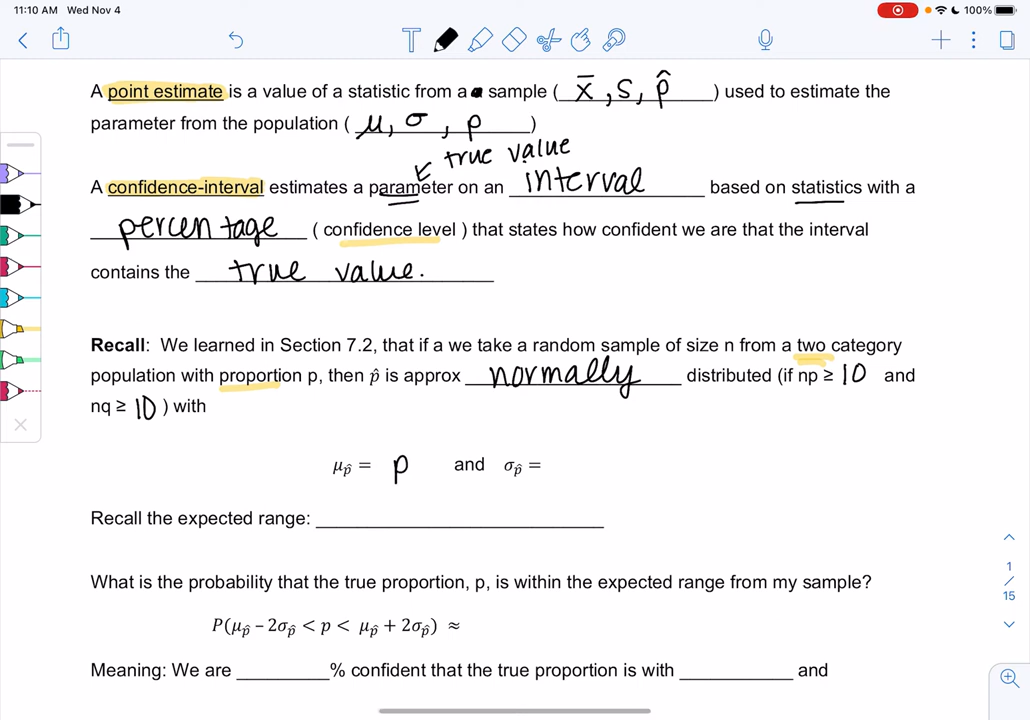 11:10 AM Wed Nov 4 100%
T
A point estimate is a value of a statistic from a sample ( x̄ , s, p̂ ) used to estimate the
parameter from the population ( μ, σ , p )
true value
A confidence-interval estimates a parameter on an interval based on statistics with a
percentage ( confidence level ) that states how confident we are that the interval
contains the true value.
Recall: We learned in Section 7.2, that if a we take a random sample of size n from a two category
population with proportion p, then p̂ is approx normally distributed (if np ≥ 10 and
nq ≥ 10 ) with
μp̂ = p and σp̂ =
Recall the expected range: ______
What is the probability that the true proportion, p, is within the expected range from my sample?
P(μp̂ – 2σp̂ < p < μp̂ + 2σp̂) ≈
Meaning: We are ______% confident that the true proportion is with ______ and
1
/
15